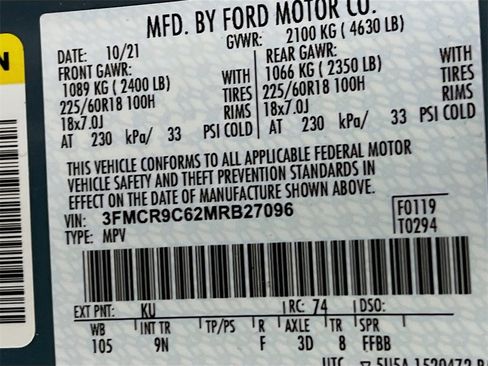 MFD. BY FORD MOTOR CO.
DATE: 10/21 GVWR: 2100 KG ( 4630 LB)
FRONT GAWR: REAR GAWR:
1089 KG ( 2400 LB) WITH 1066 KG ( 2350 LB) WITH
225/60R18 100H TIRES 225/60R18 100H TIRES
18x7.0J RIMS 18x7.0J RIMS
AT 230 kPa/ 33 PSI COLD AT 230 kPa/ 33 PSI COLD
THIS VEHICLE CONFORMS TO ALL APPLICABLE FEDERAL MOTOR
VEHICLE SAFETY AND THEFT PREVENTION STANDARDS IN
EFFECT ON THE DATE OF MANUFACTURE SHOWN ABOVE.
VIN: 3FMCR9C62MRB27096 F0119
TYPE: MPV T0294
EXT PNT: KU RC: 74 DSO:
WB INT TR TP/PS R AXLE TR SPR
105 9N F 3D 8 FFBB
UTC